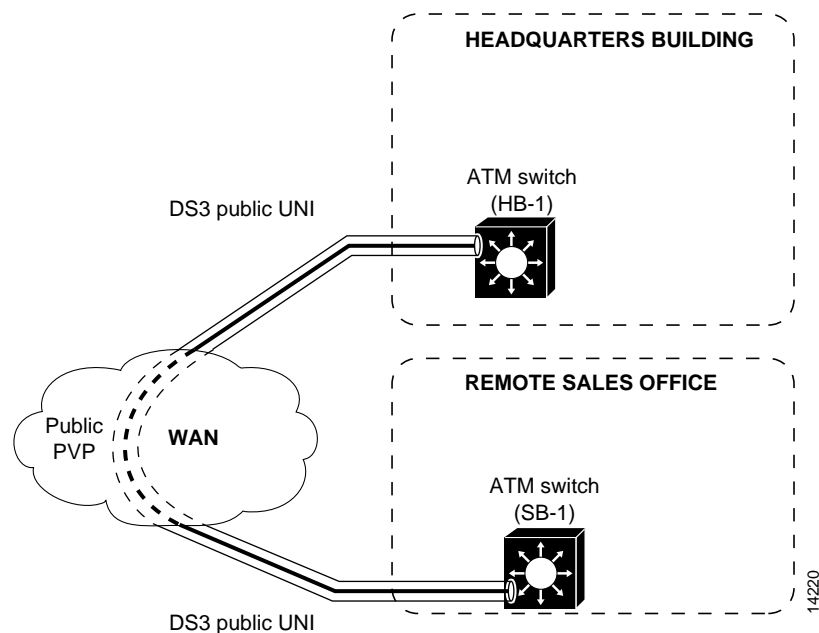 HEADQUARTERS BUILDING
ATM switch
(HB-1)
DS3 public UNI
REMOTE SALES OFFICE
Public
PVP
WAN
ATM switch
(SB-1)
DS3 public UNI
14220